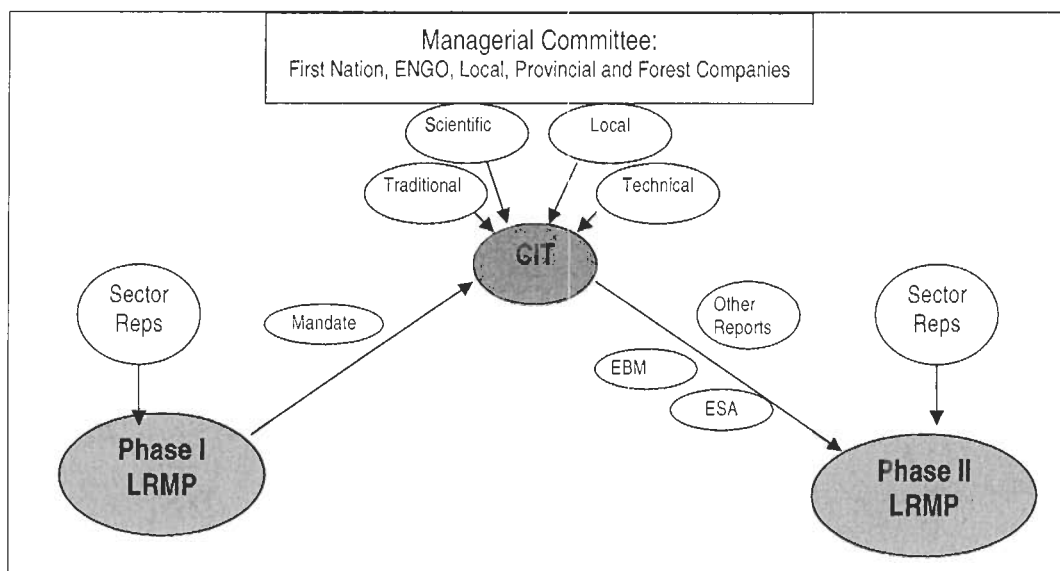 Managerial Committee:
First Nation, ENGO, Local, Provincial and Forest Companies
Scientific
Local
Traditional
Technical
CIT
Sector
Reps
Mandate
Other
Reports
Sector
Reps
EBM
ESA
Phase I
LRMP
Phase II
LRMP